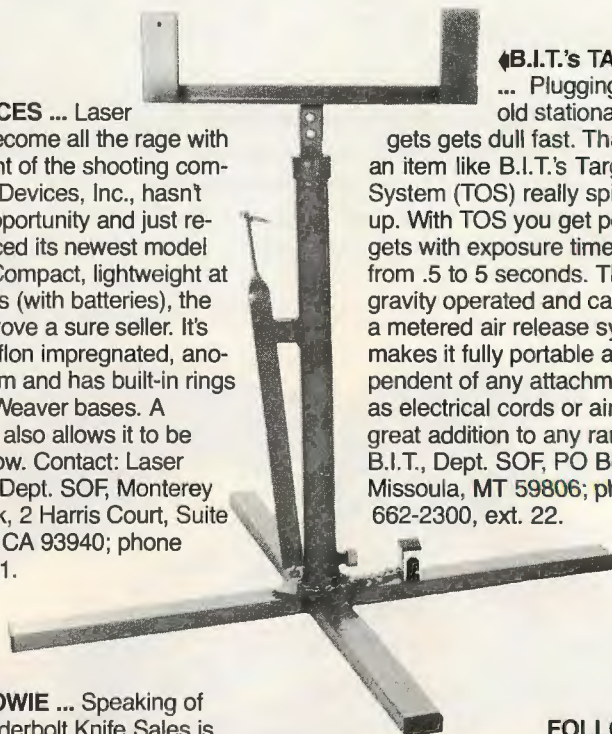 CES ... Laser
ecome all the rage with
nt of the shooting com-
Devices, Inc., hasn't
pportunity and just re-
ced its newest model
Compact, lightweight at
s (with batteries), the
rove a sure seller. It's
flon impregnated, ano-
m and has built-in rings
Weaver bases. A
also allows it to be
ow. Contact: Laser
Dept. SOF, Monterey
k, 2 Harris Court, Suite
CA 93940; phone
1.
OWIE ... Speaking of
derbolt Knife Sales is
B.I.T.'s TA
... Plugging
old stationa
gets gets dull fast. Tha
an item like B.I.T.'s Targ
System (TOS) really spi
up. With TOS you get po
gets with exposure time
from .5 to 5 seconds. Th
gravity operated and ca
a metered air release sy
makes it fully portable a
pendent of any attachm
as electrical cords or air
great addition to any ran
B.I.T., Dept. SOF, PO B
Missoula, MT 59806; ph
662-2300, ext. 22.
FOLLO